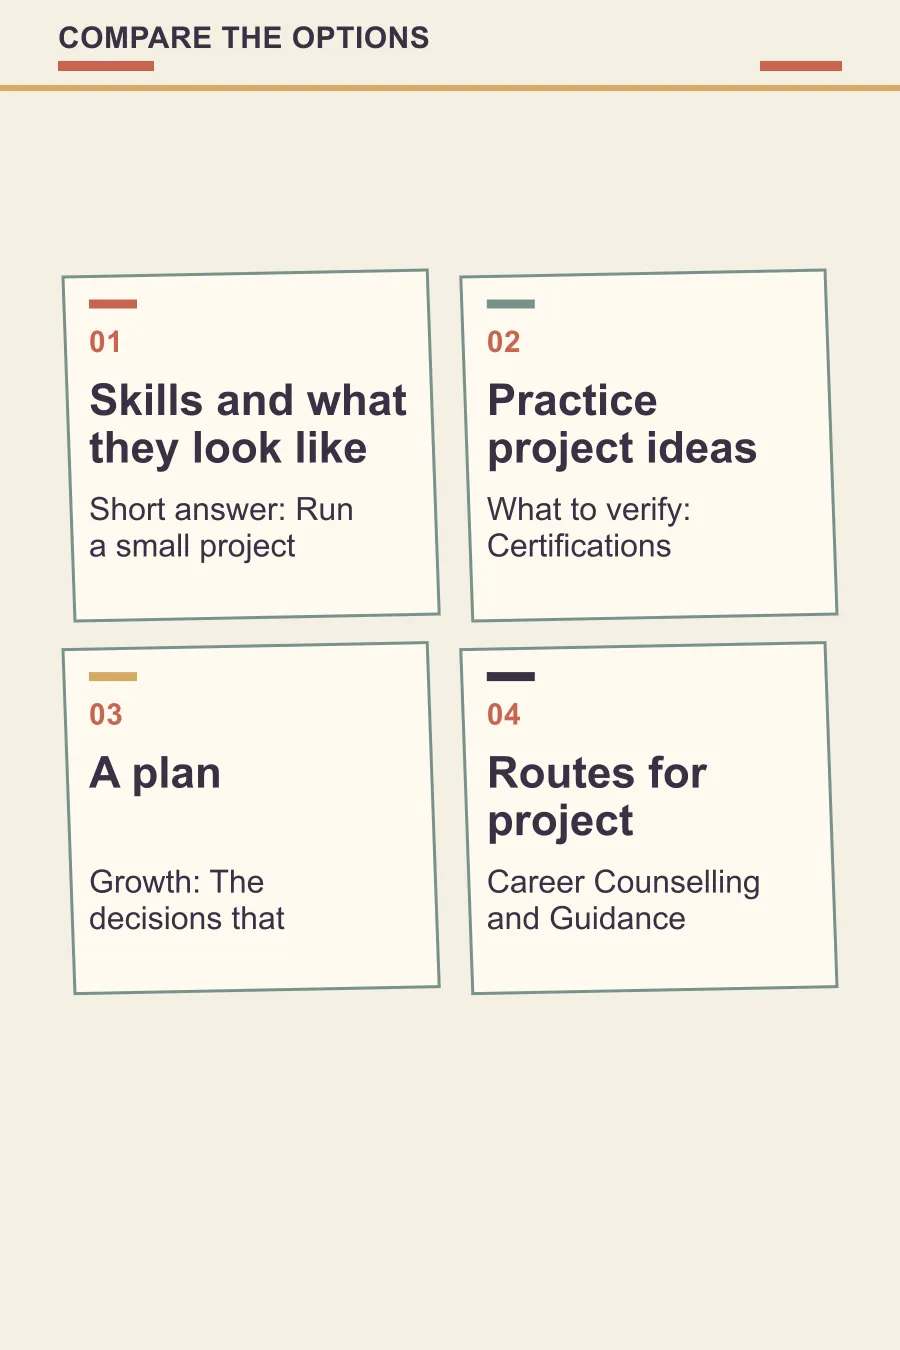 COMPARE THE OPTIONS
01
Skills and what
they look like
Short answer: Run
a small project
02
Practice
project ideas
What to verify:
Certifications
03
A plan
Growth: The
decisions that
04
Routes for
project
Career Counselling
and Guidance